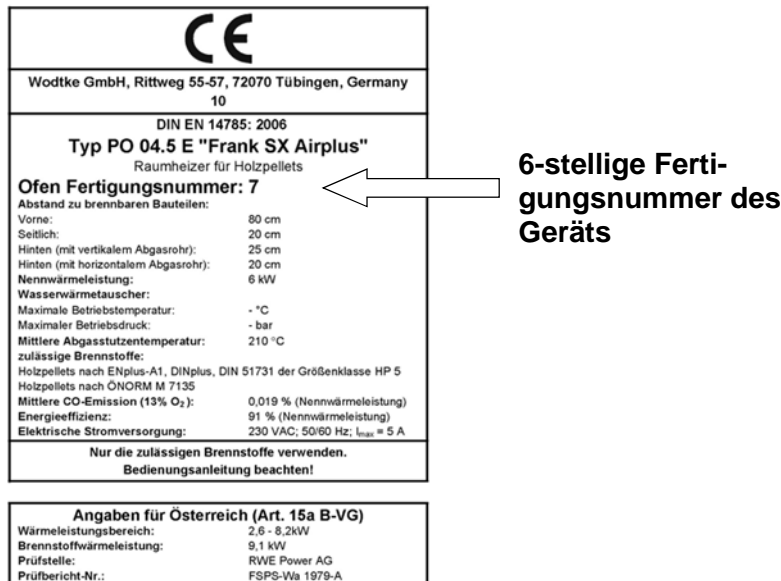 CE
Wodtke GmbH, Rittweg 55-57, 72070 Tübingen, Germany
10
DIN EN 14785: 2006
Typ PO 04.5 E "Frank SX Airplus"
Raumheizer für Holzpellets
Ofen Fertigungsnummer: 7
Abstand zu brennbaren Bauteilen:
Vorne: 80 cm
Seitlich: 20 cm
Hinten (mit vertikalem Abgasrohr): 25 cm
Hinten (mit horizontalem Abgasrohr): 20 cm
Nennwärmeleistung: 6 kW
Wasserwärmetauscher:
Maximale Betriebstemperatur: - °C
Maximaler Betriebsdruck: - bar
Mittlere Abgasstutzentemperatur: 210 °C
zulässige Brennstoffe:
Holzpellets nach ENplus-A1, DINplus, DIN 51731 der Größenklasse HP 5
Holzpellets nach ÖNORM M 7135
Mittlere CO-Emission (13% O₂): 0,019 % (Nennwärmeleistung)
Energieeffizienz: 91 % (Nennwärmeleistung)
Elektrische Stromversorgung: 230 VAC; 50/60 Hz; Imax = 5 A
Nur die zulässigen Brennstoffe verwenden.
Bedienungsanleitung beachten!
Angaben für Österreich (Art. 15a B-VG)
Wärmeleistungsbereich: 2,6 - 8,2kW
Brennstoffwärmeleistung: 9,1 kW
Prüfstelle: RWE Power AG
Prüfbericht-Nr.: FSPS-Wa 1979-A
6-stellige Ferti-
gungsnummer des
Geräts